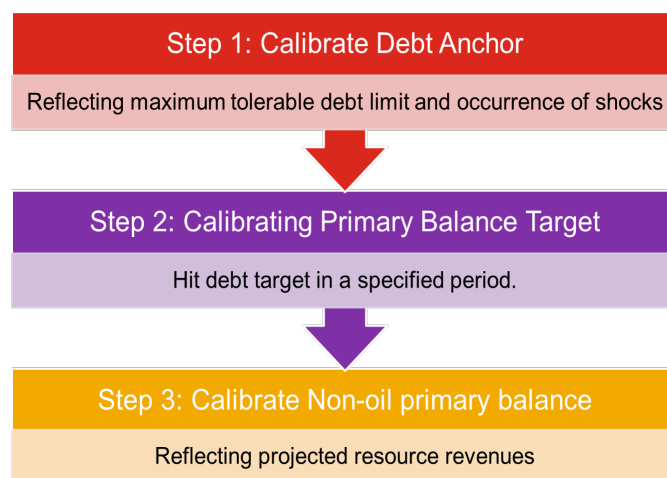 Step 1: Calibrate Debt Anchor
Reflecting maximum tolerable debt limit and occurrence of shocks
Step 2: Calibrating Primary Balance Target
Hit debt target in a specified period.
Step 3: Calibrate Non-oil primary balance
Reflecting projected resource revenues